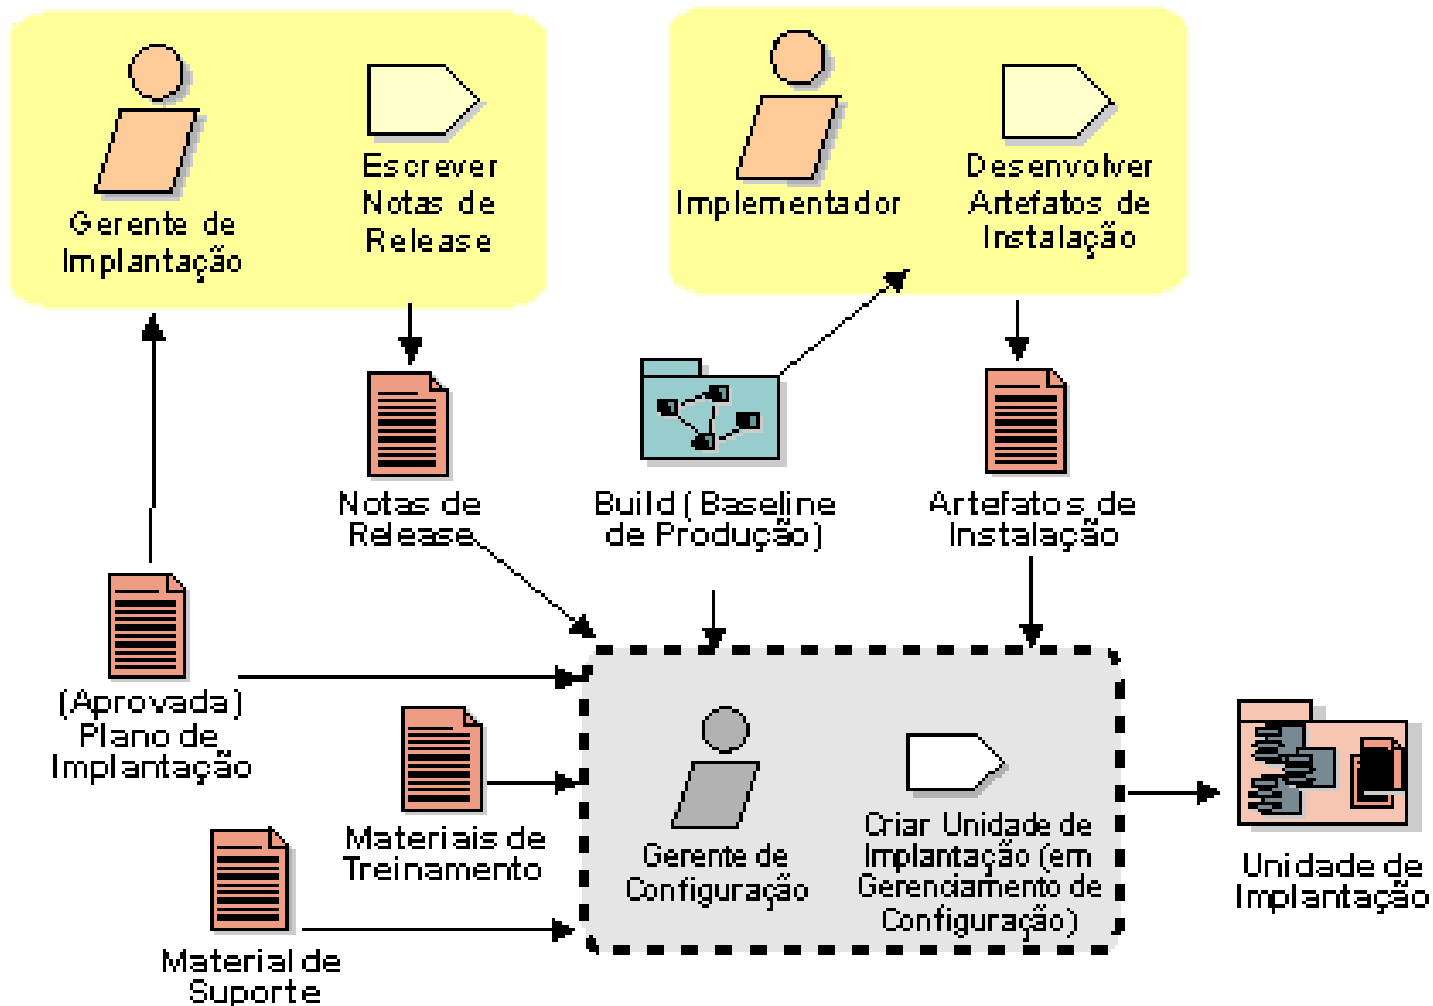 Gerente de
Implantação
Escrever
Notas de
Release
Implementador
Desenvolver
Artefatos de
Instalação
Notas de
Release
Build ( Baseline
de Produção)
Artefatos de
Instalação
(Aprovada)
Plano de
Implantação
Materiais de
Treinamento
Material de
Suporte
Gerente de
Configuração
Criar Unidade de
Implantação (em
Gerenciamento de
Configuração)
Unidade de
Implantação